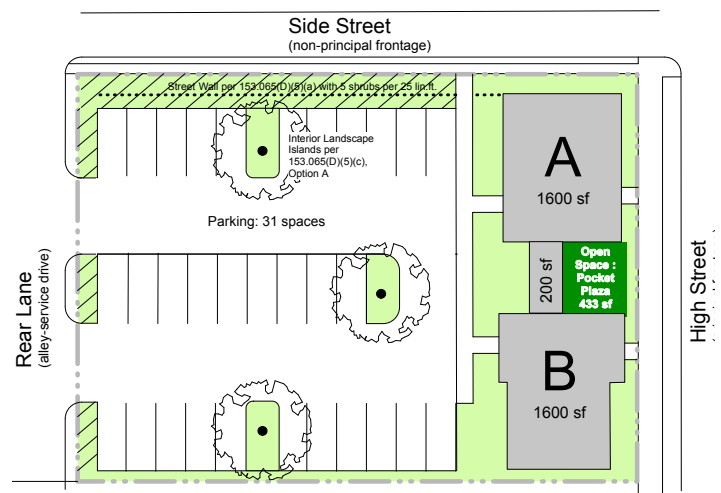 Side Street
(non-principal frontage)
Street Wall per 153.065(D)(5)(a) with 5 shrubs per 25 lin.ft.
Interior Landscape
Islands per
153.065(D)(5)(c),
Option A
A
1600 sf
Parking: 31 spaces
200 sf
Open
Space :
Pocket
Plaza
433 sf
Rear Lane
(alley-service drive)
High Street
B
1600 sf